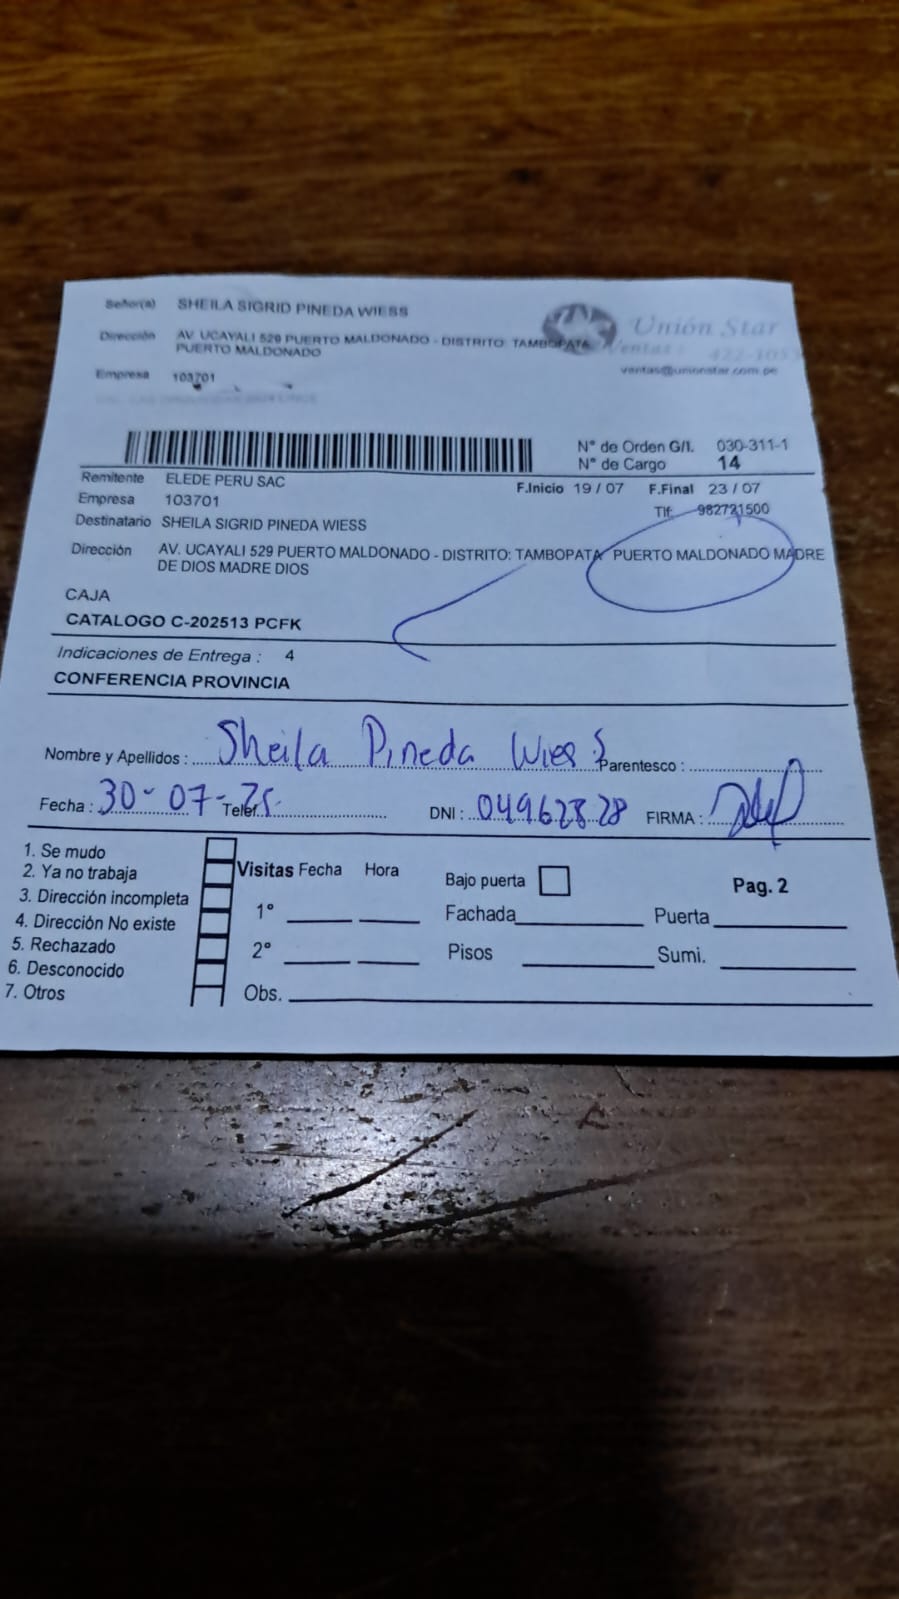 Señor(a) SHEILA SIGRID PINEDA WIESS
Dirección AV. UCAYALI 529 PUERTO MALDONADO - DISTRITO: TAMBOPATA
PUERTO MALDONADO
Unión Star
Ventas : 422-105
Empresa 103701
ventas@unionstar.com.pe
N° de Orden G/I. 030-311-1
N° de Cargo 14
Remitente ELEDE PERU SAC
F.Inicio 19 / 07 F.Final 23 / 07
Empresa 103701
Tlf: 982721500
Destinatario SHEILA SIGRID PINEDA WIESS
Dirección AV. UCAYALI 529 PUERTO MALDONADO - DISTRITO: TAMBOPATA PUERTO MALDONADO MADRE
DE DIOS MADRE DIOS
CAJA
CATALOGO C-202513 PCFK
Indicaciones de Entrega : 4
CONFERENCIA PROVINCIA
Nombre y Apellidos : Sheila Pineda Wiess Parentesco :
Fecha : 30-07-25. Telef. DNI : 04962828 FIRMA :
1. Se mudo
2. Ya no trabaja
3. Dirección incompleta
4. Dirección No existe
5. Rechazado
6. Desconocido
7. Otros
Visitas Fecha Hora
1°
2°
Obs.
Bajo puerta
Pag. 2
Fachada Puerta
Pisos Sumi.